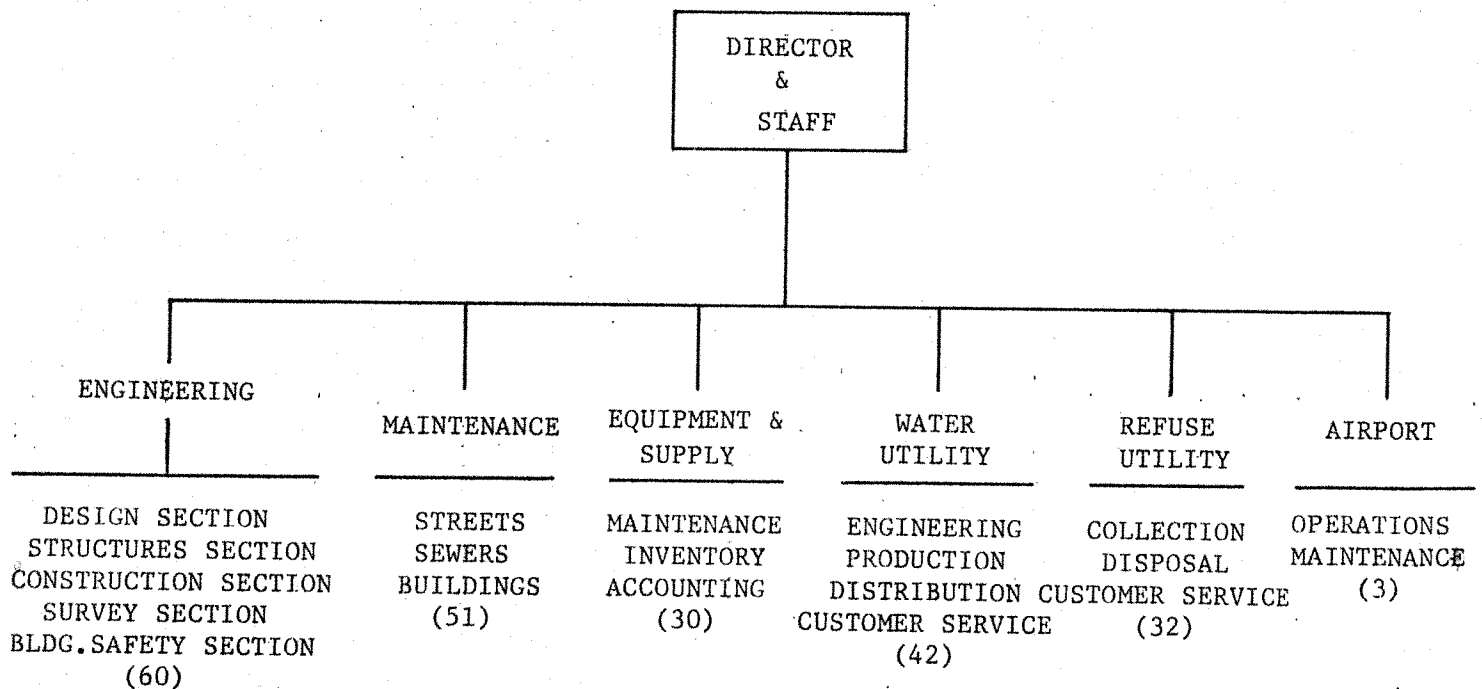 DIRECTOR
&
STAFF
ENGINEERING
DESIGN SECTION
STRUCTURES SECTION
CONSTRUCTION SECTION
SURVEY SECTION
BLDG.SAFETY SECTION
(60)
MAINTENANCE
STREETS
SEWERS
BUILDINGS
(51)
EQUIPMENT &
SUPPLY
MAINTENANCE
INVENTORY
ACCOUNTING
(30)
WATER
UTILITY
ENGINEERING
PRODUCTION
DISTRIBUTION
CUSTOMER SERVICE
(42)
REFUSE
UTILITY
COLLECTION
DISPOSAL
CUSTOMER SERVICE
(32)
AIRPORT
OPERATIONS
MAINTENANCE
(3)